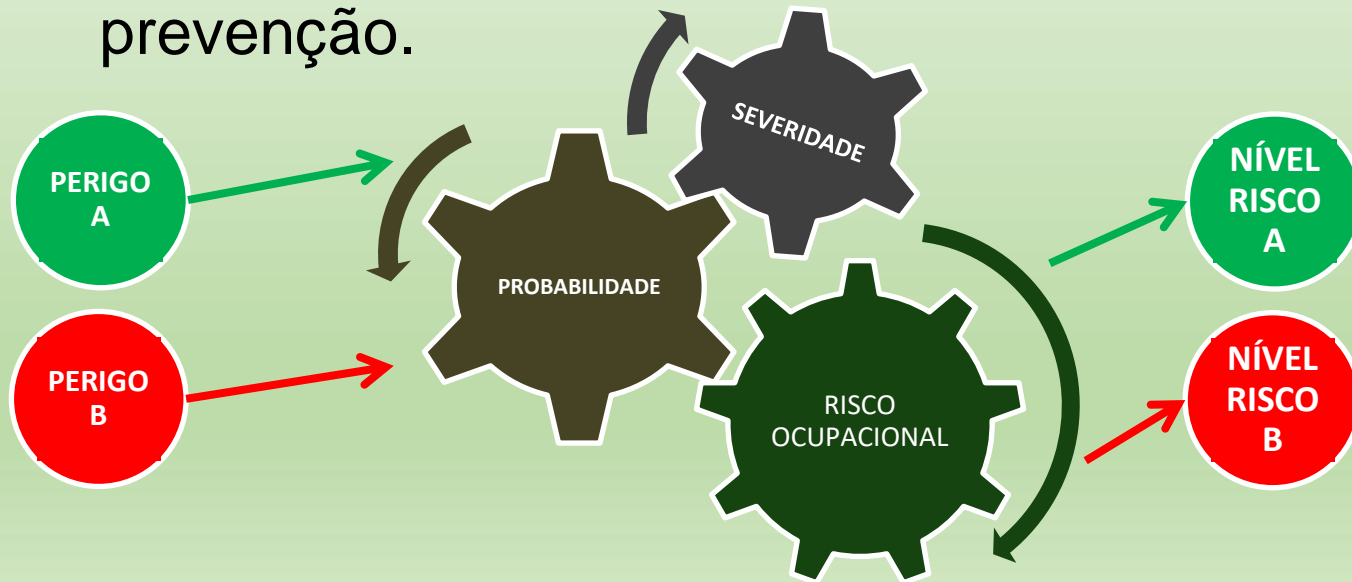 prevenção.
PERIGO
A
PERIGO
B
PROBABILIDADE
SEVERIDADE
RISCO
OCUPACIONAL
NÍVEL
RISCO
A
NÍVEL
RISCO
B